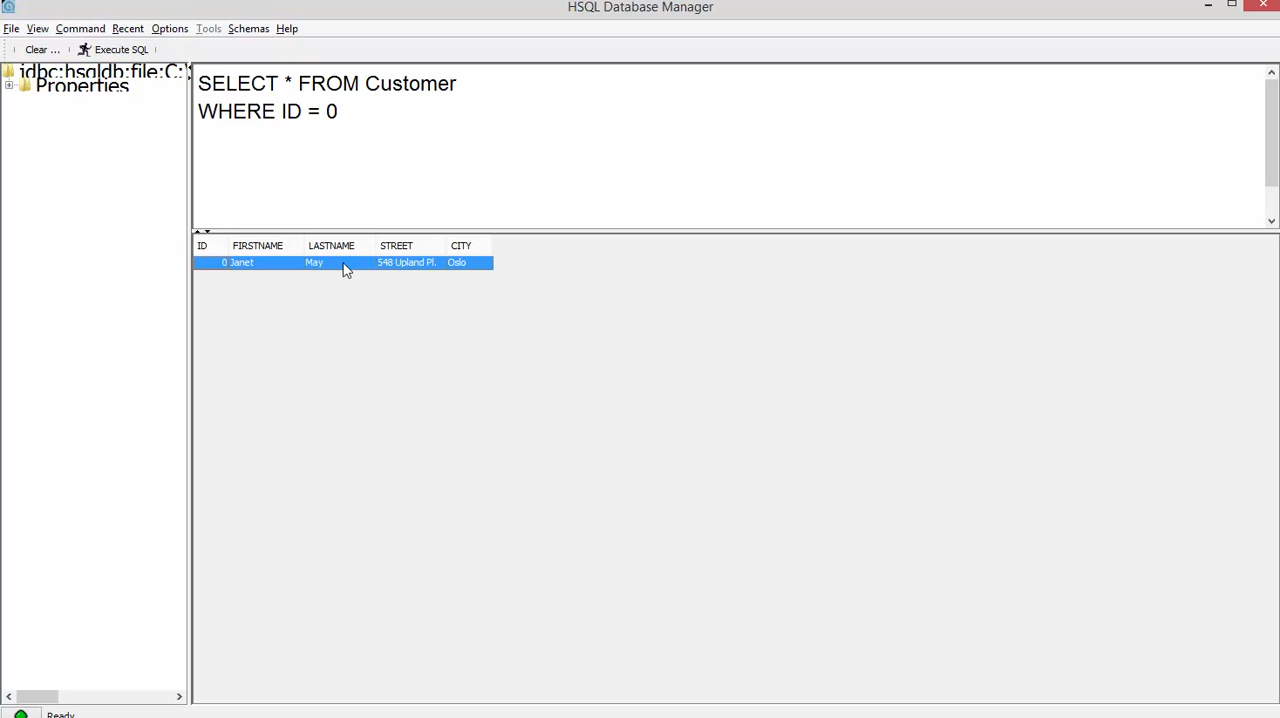 HSQL Database Manager
File View Command Recent Options Tools Schemas Help
Clear ... Execute SQL
jdbc:hsqldb:file:C:\
Properties
SELECT * FROM Customer
WHERE ID = 0
ID FIRSTNAME LASTNAME STREET CITY
0 Janet May 548 Upland Pl. Oslo
Ready